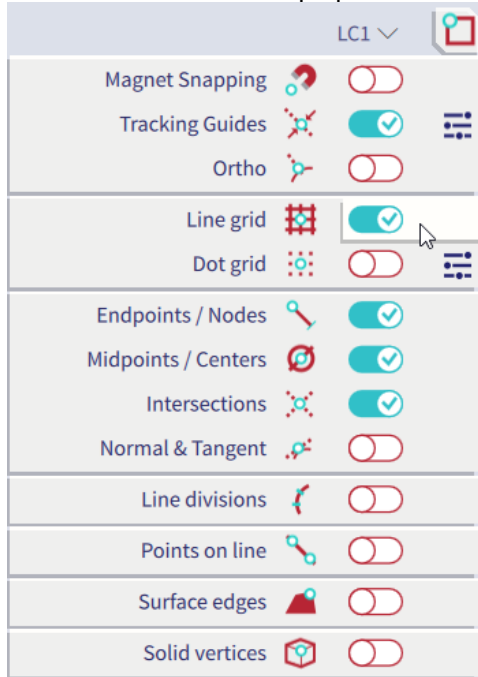 LC1
Magnet Snapping
Tracking Guides
Ortho
Line grid
Dot grid
Endpoints / Nodes
Midpoints / Centers
Intersections
Normal & Tangent
Line divisions
Points on line
Surface edges
Solid vertices